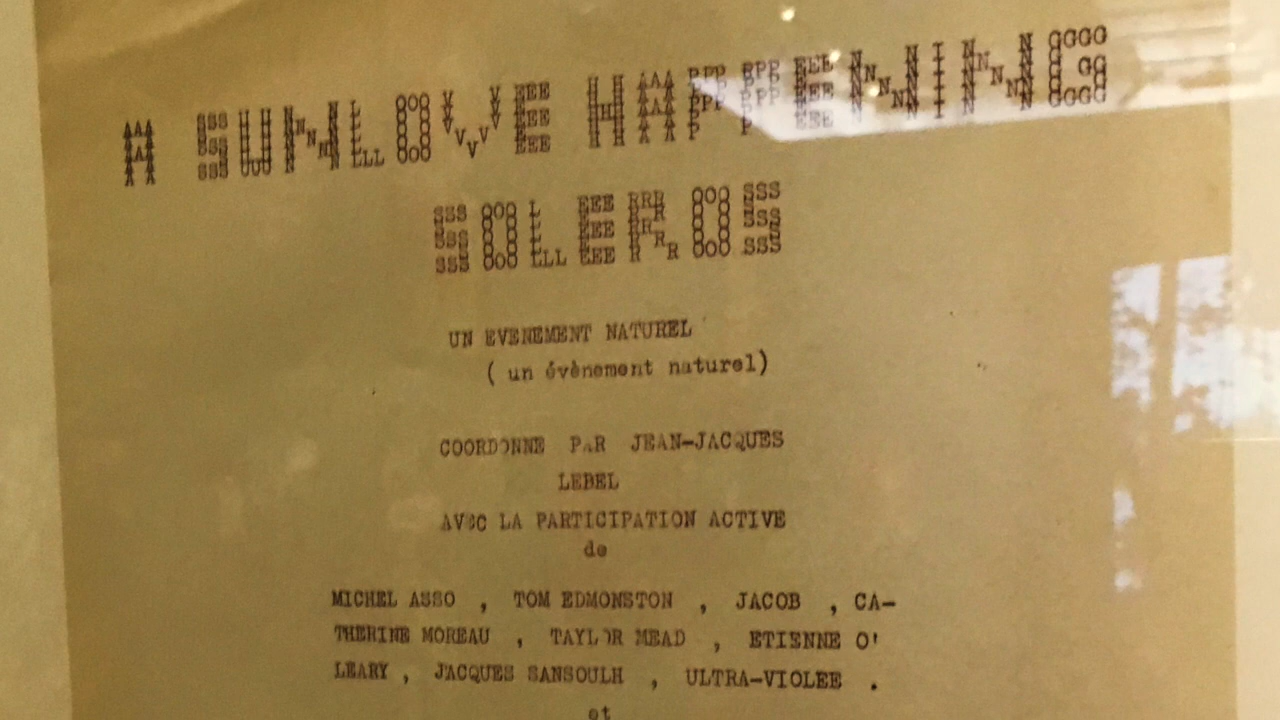 A SUNLOVE HAPPENING
SOLEROS
UN EVENEMENT NATUREL
( un évènement naturel)
COORDONNE PAR JEAN-JACQUES
LEBEL
AVEC LA PARTICIPATION ACTIVE
de
MICHEL ASSO , TOM EDMONSTON , JACOB , CA-
THERINE MOREAU , TAYLOR MEAD , ETIENNE O'
LEARY , JACQUES SANSOULH , ULTRA-VIOLEE .
et